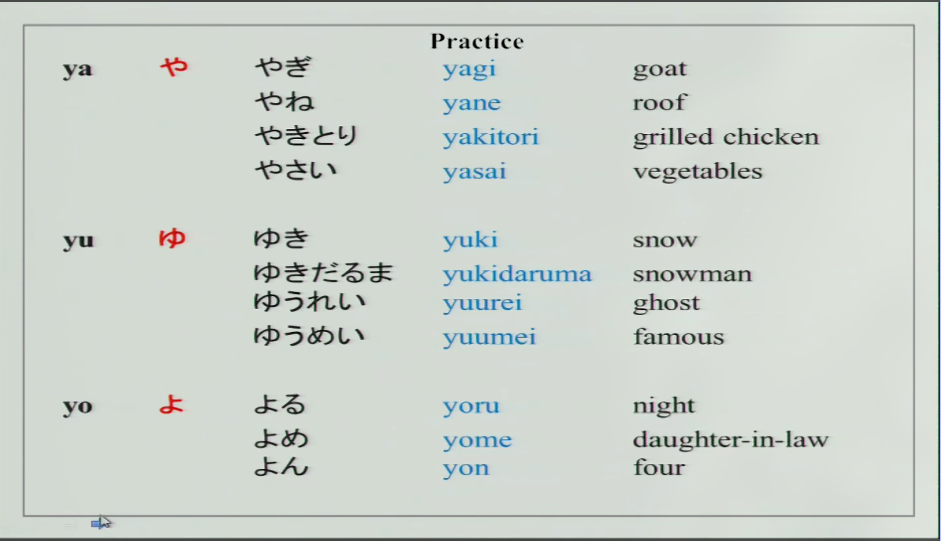 Practice
ya や やぎ yagi goat
やね yane roof
やきとり yakitori grilled chicken
やさい yasai vegetables
yu ゆ ゆき yuki snow
ゆきだるま yukidaruma snowman
ゆうれい yuurei ghost
ゆうめい yuumei famous
yo よ よる yoru night
よめ yome daughter-in-law
よん yon four